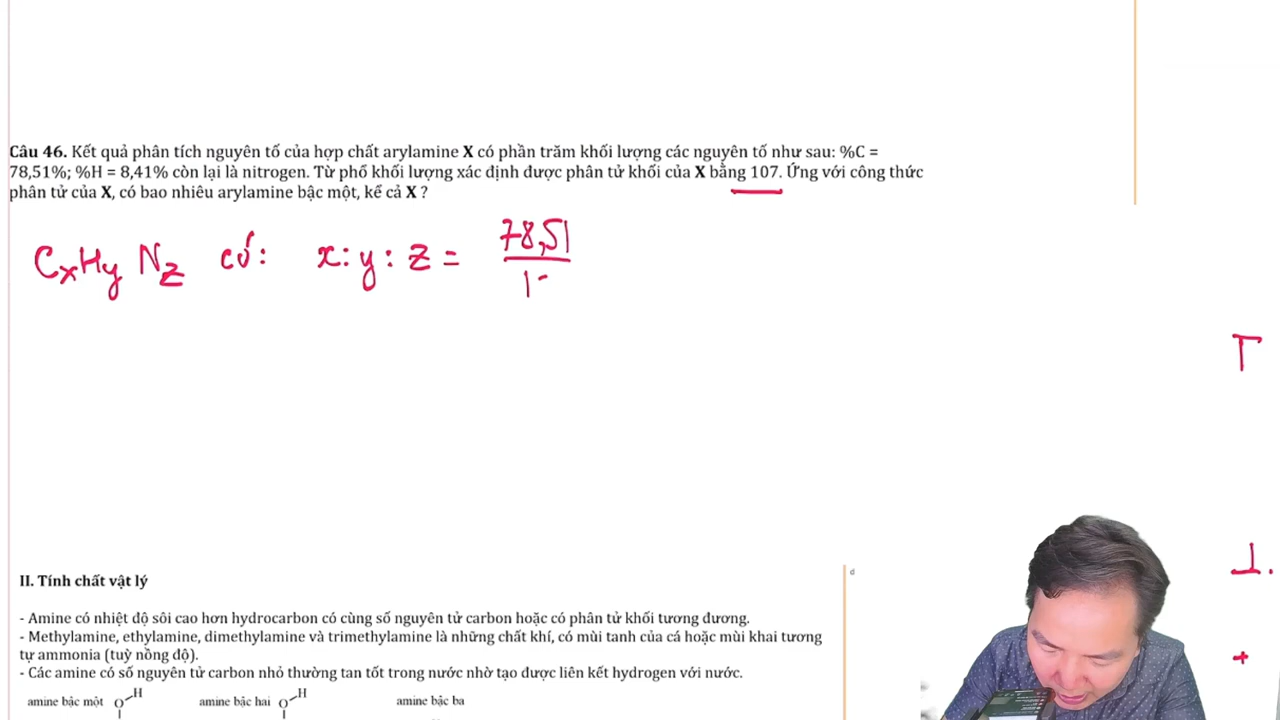 Câu 46. Kết quả phân tích nguyên tố của hợp chất arylamine X có phần trăm khối lượng các nguyên tố như sau: %C =
78,51%; %H = 8,41% còn lại là nitrogen. Từ phổ khối lượng xác định được phân tử khối của X bằng 107. Ứng với công thức
phân tử của X, có bao nhiêu arylamine bậc một, kể cả X ?
CxHyNz có: x:y:z = 78,51
II. Tính chất vật lý
d
- Amine có nhiệt độ sôi cao hơn hydrocarbon có cùng số nguyên tử carbon hoặc có phân tử khối tương đương.
- Methylamine, ethylamine, dimethylamine và trimethylamine là những chất khí, có mùi tanh của cá hoặc mùi khai tương
tự ammonia (tuỳ nồng độ).
- Các amine có số nguyên tử carbon nhỏ thường tan tốt trong nước nhờ tạo được liên kết hydrogen với nước.
amine bậc một O H amine bậc hai O H amine bậc ba